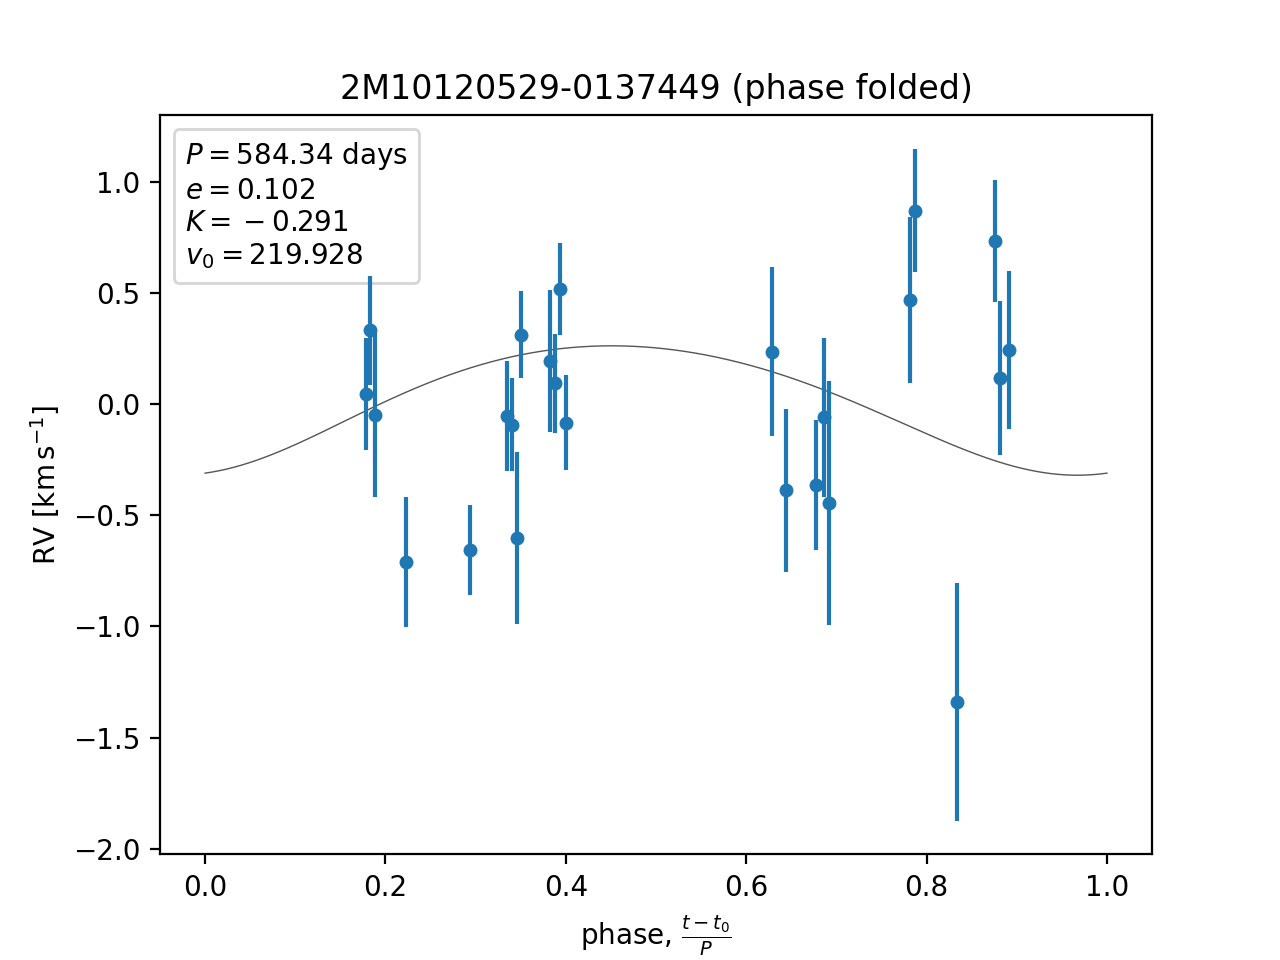 2M10120529-0137449 (phase folded)
P = 584.34 days
e = 0.102
K = −0.291
v₀ = 219.928
1.0
0.5
0.0
−0.5
−1.0
−1.5
−2.0
RV [km s⁻¹]
0.0 0.2 0.4 0.6 0.8 1.0
phase, (t − t₀)/P